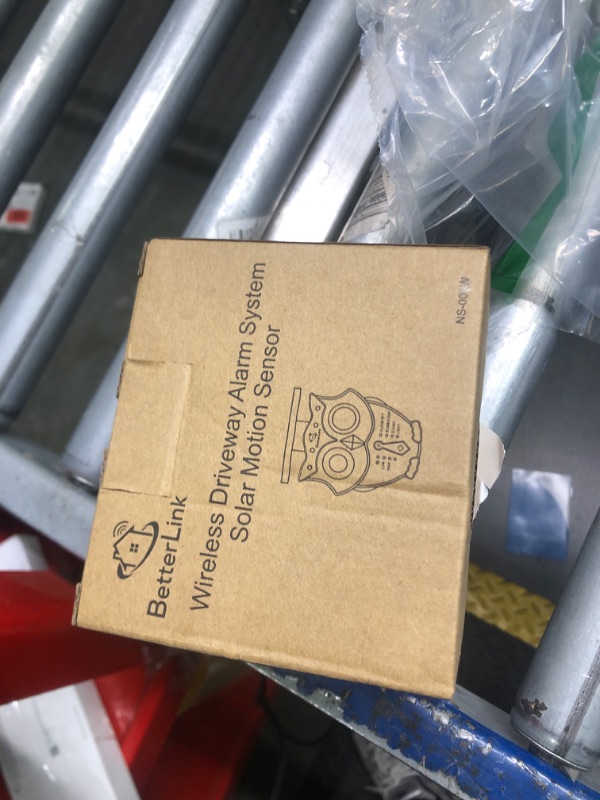 BetterLink
Wireless Driveway Alarm System
Solar Motion Sensor